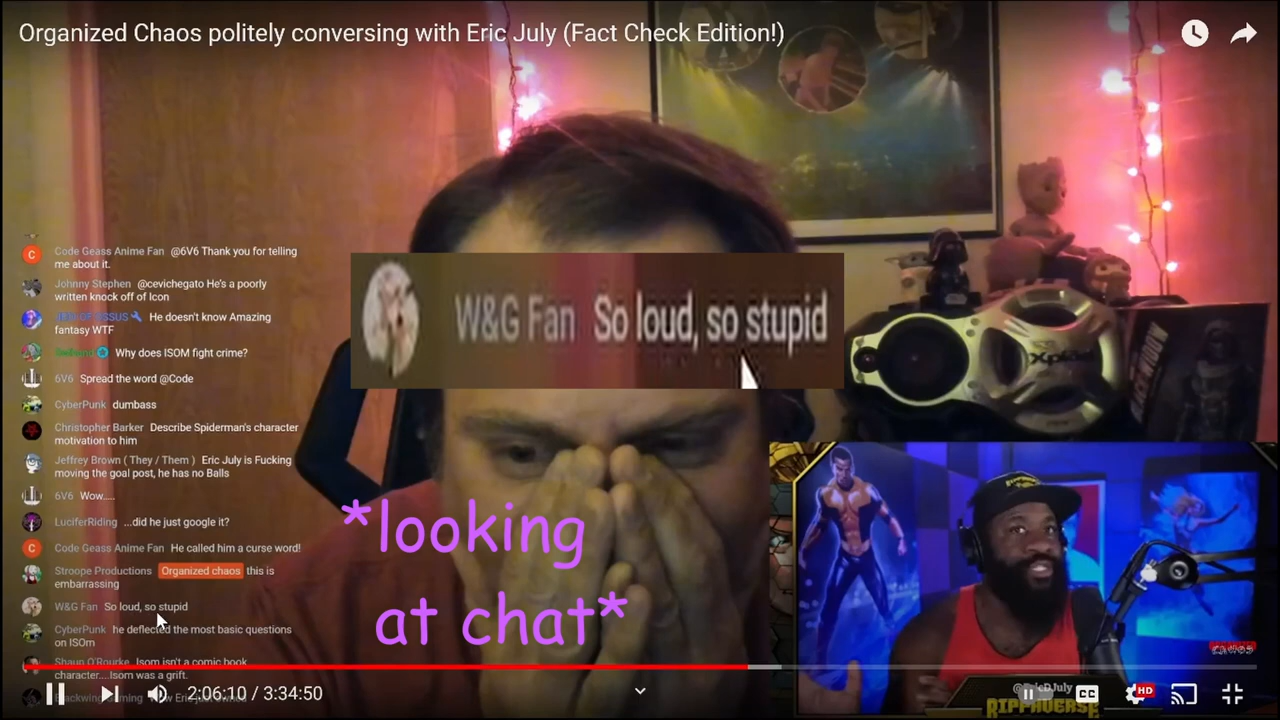 Organized Chaos politely conversing with Eric July (Fact Check Edition!)
Code Geass Anime Fan @6V6 Thank you for telling
me about it.
Johnny Stephen @cevichegato He's a poorly
written knock off of Icon
He doesn't know Amazing
fantasy WTF
Why does ISOM fight crime?
6V6 Spread the word @Code
CyberPunk dumbass
Christopher Barker Describe Spiderman's character
motivation to him
Jeffrey Brown ( They / Them ) Eric July is Fucking
moving the goal post, he has no Balls
6V6 Wow....
LuciferRiding ...did he just google it?
Code Geass Anime Fan He called him a curse word!
Stroope Productions Organized chaos this is
embarrassing
W&G Fan So loud, so stupid
CyberPunk he deflected the most basic questions
on ISOm
Shaun O'Rourke Isom isn't a comic book
character....Isom was a grift.
W&G Fan So loud, so stupid
*looking
at chat*
Xplod
2:06:10 / 3:34:50
@EricDJuly
RIPPAVERSE
CC
HD